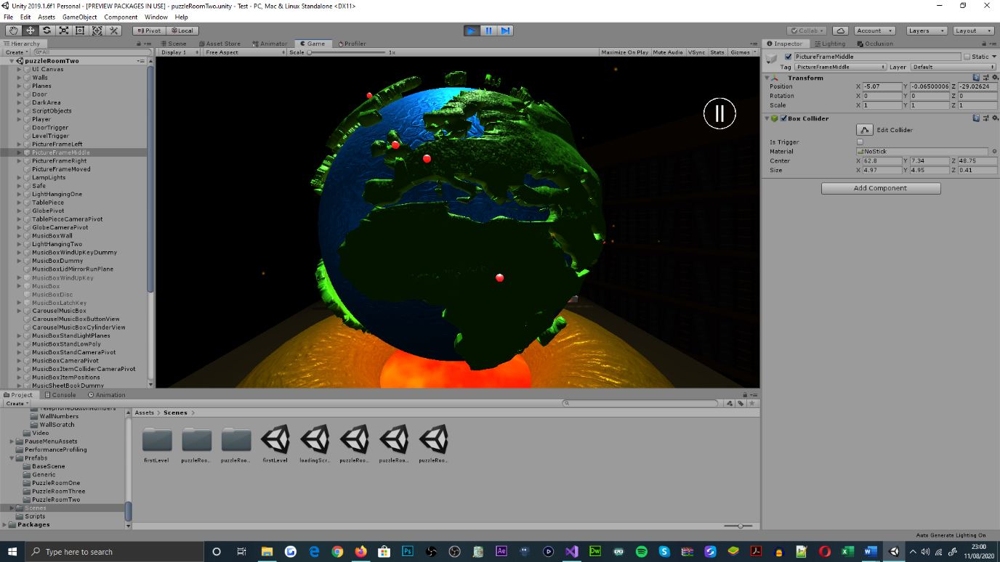 Unity 2019.1.6f1 Personal - [PREVIEW PACKAGES IN USE] - puzzleRoomTwo.unity - Test - PC, Mac & Linux Standalone <DX11>
File Edit Assets GameObject Component Window Help
Pivot Local Collab Account Layers Layout
Hierarchy
Create All
puzzleRoomTwo
UI Canvas
Walls
Planes
Door
DarkArea
ScriptObjects
Player
DoorTrigger
LevelTrigger
PictureFrameLeft
PictureFrameMiddle
PictureFrameRight
PictureFrameMoved
LampLights
Safe
LightHangingOne
TablePiece
GlobePivot
TablePieceCameraPivot
GlobeCameraPivot
MusicBoxWall
LightHangingTwo
MusicBoxWindUpKeyDummy
MusicBoxDummy
MusicBoxLidMirrorRunPlane
MusicBoxWindUpKey
MusicBox
MusicBoxDisc
MusicBoxLatchKey
CarouselMusicBox
CarouselMusicBoxButtonView
CarouselMusicBoxCylinderView
MusicBoxStandLightPlanes
MusicBoxStandLowPoly
MusicBoxStandCameraPivot
MusicBoxCameraPivot
MusicBoxItemColliderCameraPivot
MusicBoxItemPositions
MusicSheetBookDummy
Scene Asset Store Animator Game Profiler
Display 1 Free Aspect Scale 1x Maximize On Play Mute Audio VSync Stats Gizmos
Inspector Lighting Occlusion
PictureFrameMiddle Static
Tag PictureFrameMiddle Layer Default
Transform
Position X -5.07 Y -0.06500006 Z -29.02624
Rotation X 0 Y 0 Z 0
Scale X 1 Y 1 Z 1
Box Collider
Edit Collider
Is Trigger
Material NoStick
Center X 62.8 Y 7.34 Z 48.75
Size X 4.97 Y 4.95 Z 0.41
Add Component
Project Console Animation
Create
TelephoneButtonNumbers
WallNumbers
WallScratch
Video
PauseMenuAssets
PerformanceProfiling
Prefabs
BaseScene
Generic
PuzzleRoomOne
PuzzleRoomThree
PuzzleRoomTwo
Scenes
Scripts
Packages
Assets > Scenes >
firstLevel puzzleRoo... puzzleRoo... firstLevel loadingScr... puzzleRoo... puzzleRoo... puzzleRoo...
Auto Generate Lighting On
Type here to search
23:00
11/08/2020